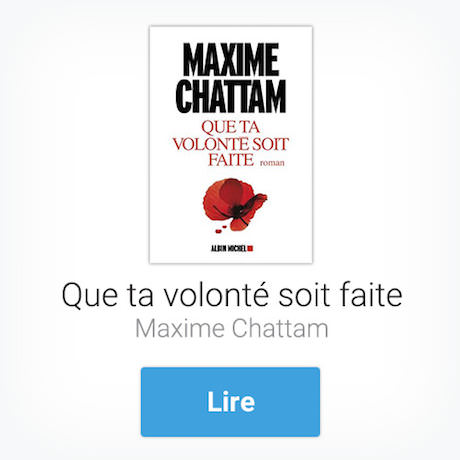 MAXIME
CHATTAM
QUE TA
VOLONTÉ SOIT
FAITE roman
ALBIN MICHEL
Que ta volonté soit faite
Maxime Chattam
Lire